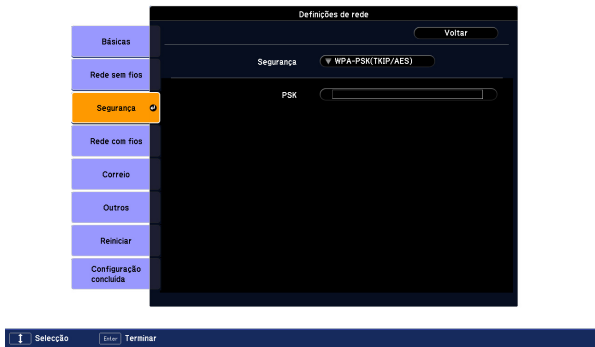 Definições de rede
Voltar
Básicas
Segurança WPA-PSK(TKIP/AES)
Rede sem fios
PSK
Segurança
Rede com fios
Correio
Outros
Reiniciar
Configuração
concluída
Selecção Enter Terminar